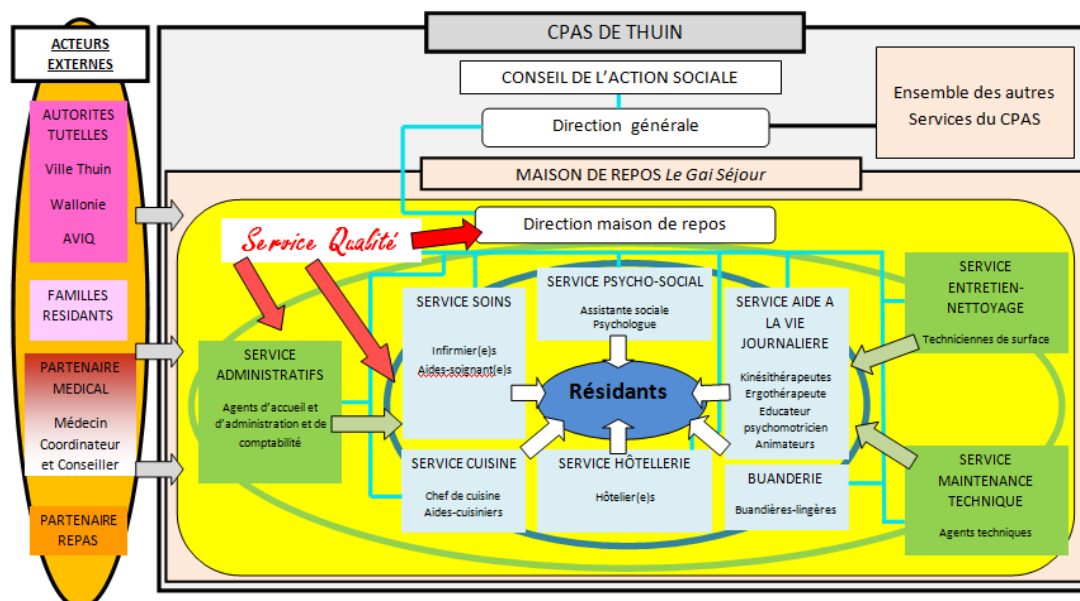 ACTEURS
EXTERNES
AUTORITES
TUTELLES
Ville Thuin
Wallonie
AVIQ
FAMILLES
RESIDANTS
PARTENAIRE
MEDICAL
Médecin
Coordinateur
et Conseiller
PARTENAIRE
REPAS
CPAS DE THUIN
CONSEIL DE L'ACTION SOCIALE
Direction générale
Ensemble des autres
Services du CPAS
MAISON DE REPOS Le Gai Séjour
Direction maison de repos
Service Qualité
SERVICE
ADMINISTRATIFS
Agents d'accueil et
d'administration et de
comptabilité
SERVICE SOINS
Infirmier(e)s
Aides-soignant(e)s
SERVICE PSYCHO-SOCIAL
Assistante sociale
Psychologue
SERVICE AIDE A
LA VIE
JOURNALIERE
Kinésithérapeutes
Ergothérapeute
Educateur
psychomotricien
Animateurs
Résidants
SERVICE CUISINE
Chef de cuisine
Aides-cuisiniers
SERVICE HÔTELLERIE
Hôtelier(e)s
BUANDERIE
Buandières-lingères
SERVICE
ENTRETIEN-
NETTOYAGE
Techniciennes de surface
SERVICE
MAINTENANCE
TECHNIQUE
Agents techniques